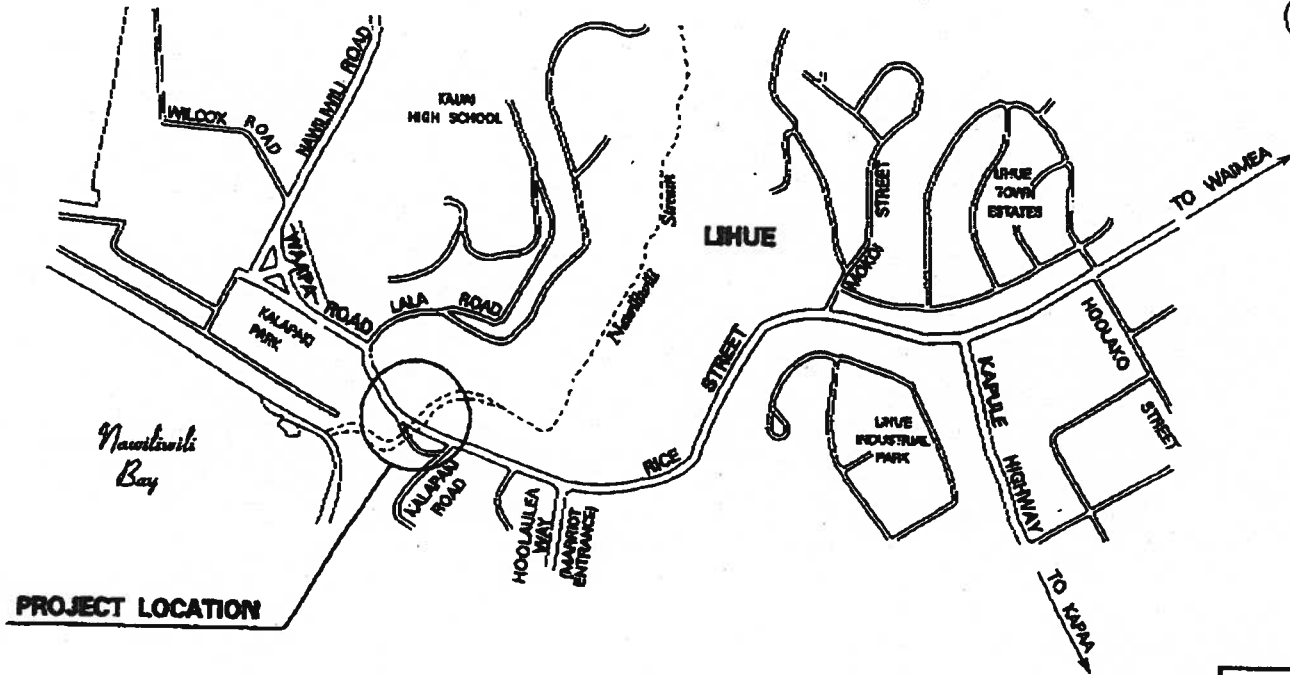 WILCOX ROAD
NAWILIWILI ROAD
KAUAI
HIGH SCHOOL
WAAPA ROAD
LALA ROAD
KALAPAKI
PARK
Nawiliwili Stream
LIHUE
MOKOI STREET
LIHUE
TOWN
ESTATES
TO WAIMEA
HOOLAKO STREET
KAPULE HIGHWAY
LIHUE
INDUSTRIAL
PARK
RICE STREET
Nawiliwili
Bay
KALAPAKI
ROAD
HOOLAULEA
WAY
(MARRIOT
ENTRANCE)
PROJECT LOCATION
TO KAPAA